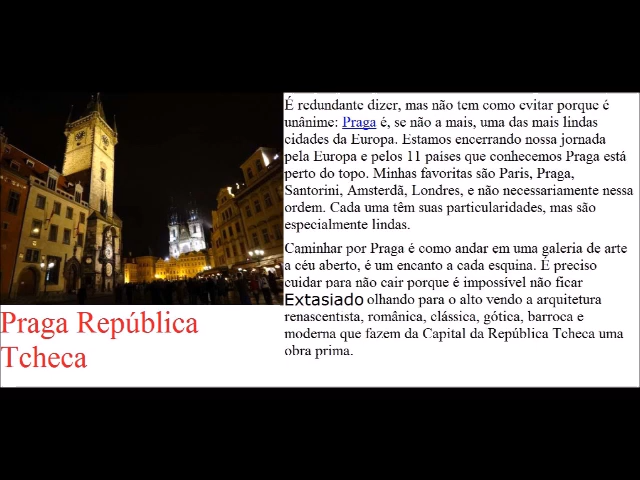 É redundante dizer, mas não tem como evitar porque é
unânime: Praga é, se não a mais, uma das mais lindas
cidades da Europa. Estamos encerrando nossa jornada
pela Europa e pelos 11 países que conhecemos Praga está
perto do topo. Minhas favoritas são Paris, Praga,
Santorini, Amsterdã, Londres, e não necessariamente nessa
ordem. Cada uma têm suas particularidades, mas são
especialmente lindas.
Caminhar por Praga é como andar em uma galeria de arte
a céu aberto, é um encanto a cada esquina. É preciso
cuidar para não cair porque é impossível não ficar
Extasiado olhando para o alto vendo a arquitetura
renascentista, românica, clássica, gótica, barroca e
moderna que fazem da Capital da República Tcheca uma
obra prima.
Praga República
Tcheca